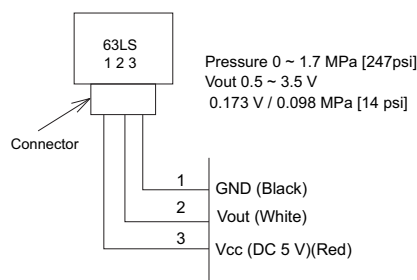 63LS
1 2 3
Pressure 0 ~ 1.7 MPa [247psi]
Vout 0.5 ~ 3.5 V
0.173 V / 0.098 MPa [14 psi]
Connector
1
GND (Black)
2
Vout (White)
3
Vcc (DC 5 V)(Red)